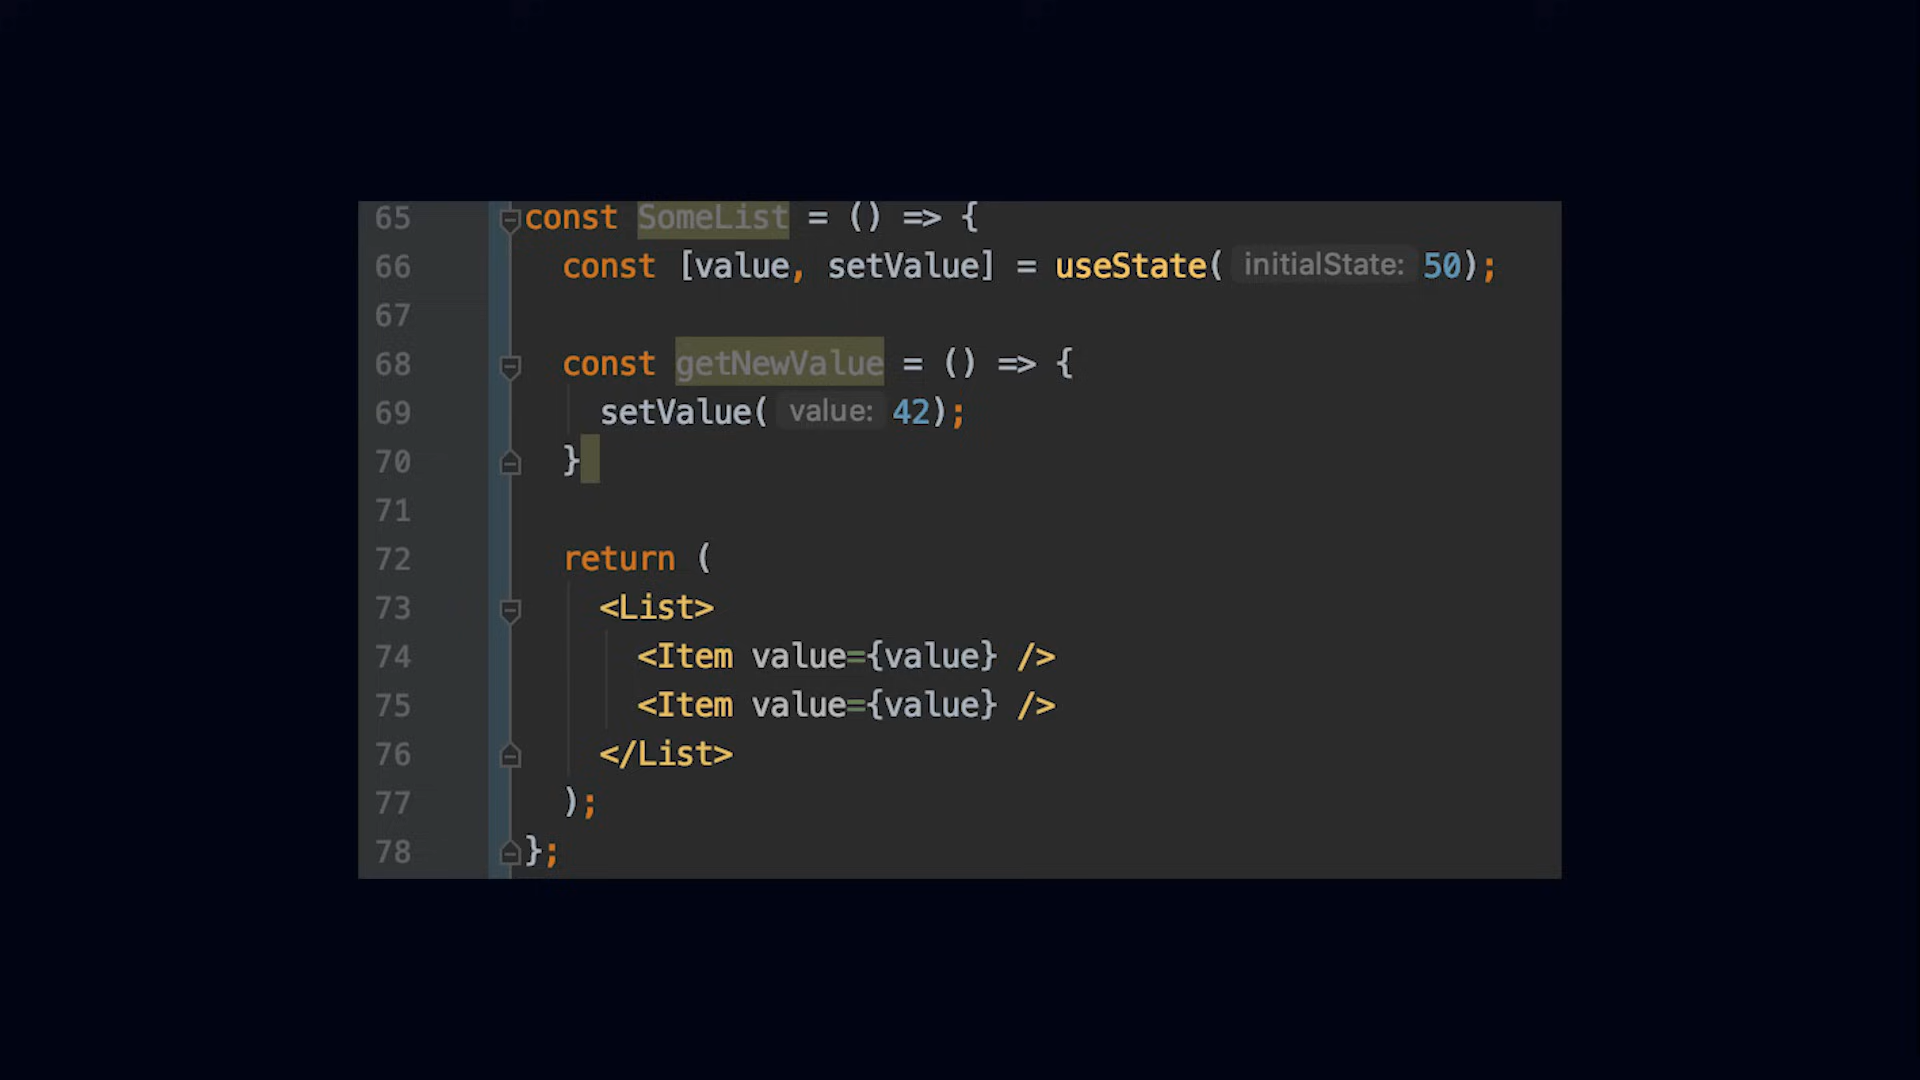 65 const SomeList = () => {
66 const [value, setValue] = useState( initialState: 50);
67
68 const getNewValue = () => {
69 setValue( value: 42);
70 }
71
72 return (
73 <List>
74 <Item value={value} />
75 <Item value={value} />
76 </List>
77 );
78 };